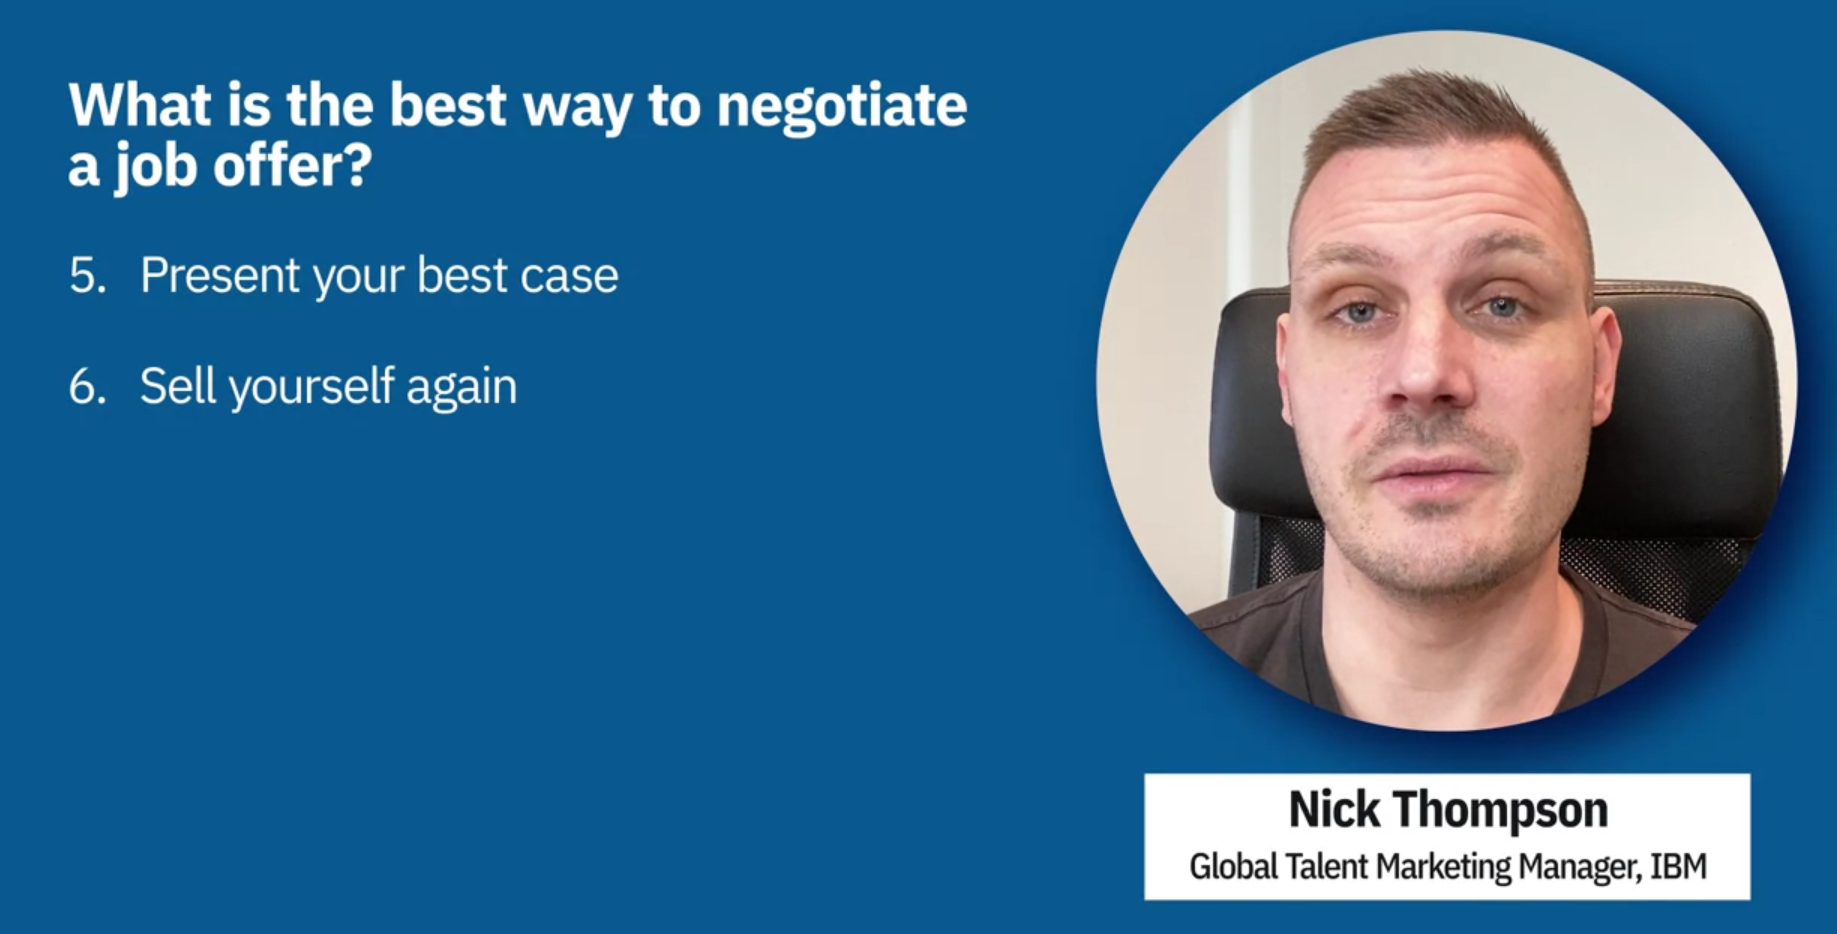 What is the best way to negotiate
a job offer?
5. Present your best case
6. Sell yourself again
Nick Thompson
Global Talent Marketing Manager, IBM